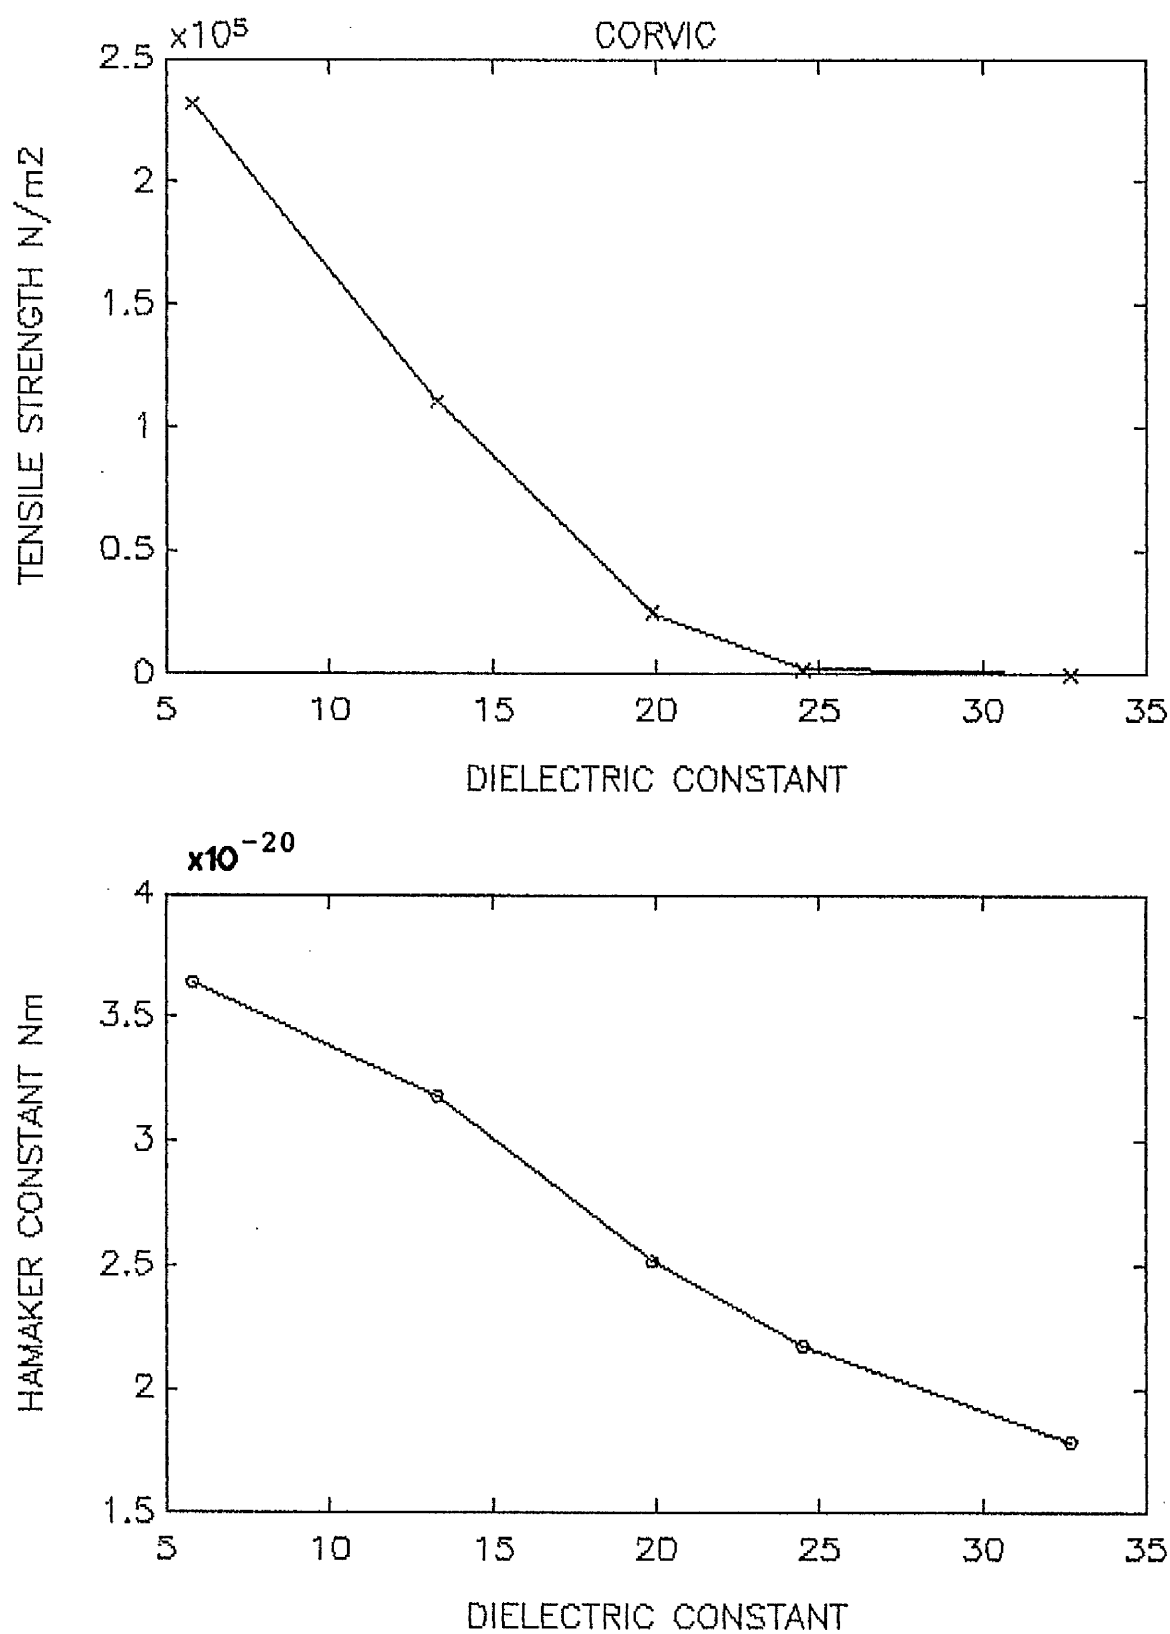 x10⁵ CORVIC
2.5
2
1.5
1
0.5
0
TENSILE STRENGTH N/m2
5 10 15 20 25 30 35
DIELECTRIC CONSTANT
x10⁻²⁰
4
3.5
3
2.5
2
1.5
HAMAKER CONSTANT Nm
5 10 15 20 25 30 35
DIELECTRIC CONSTANT